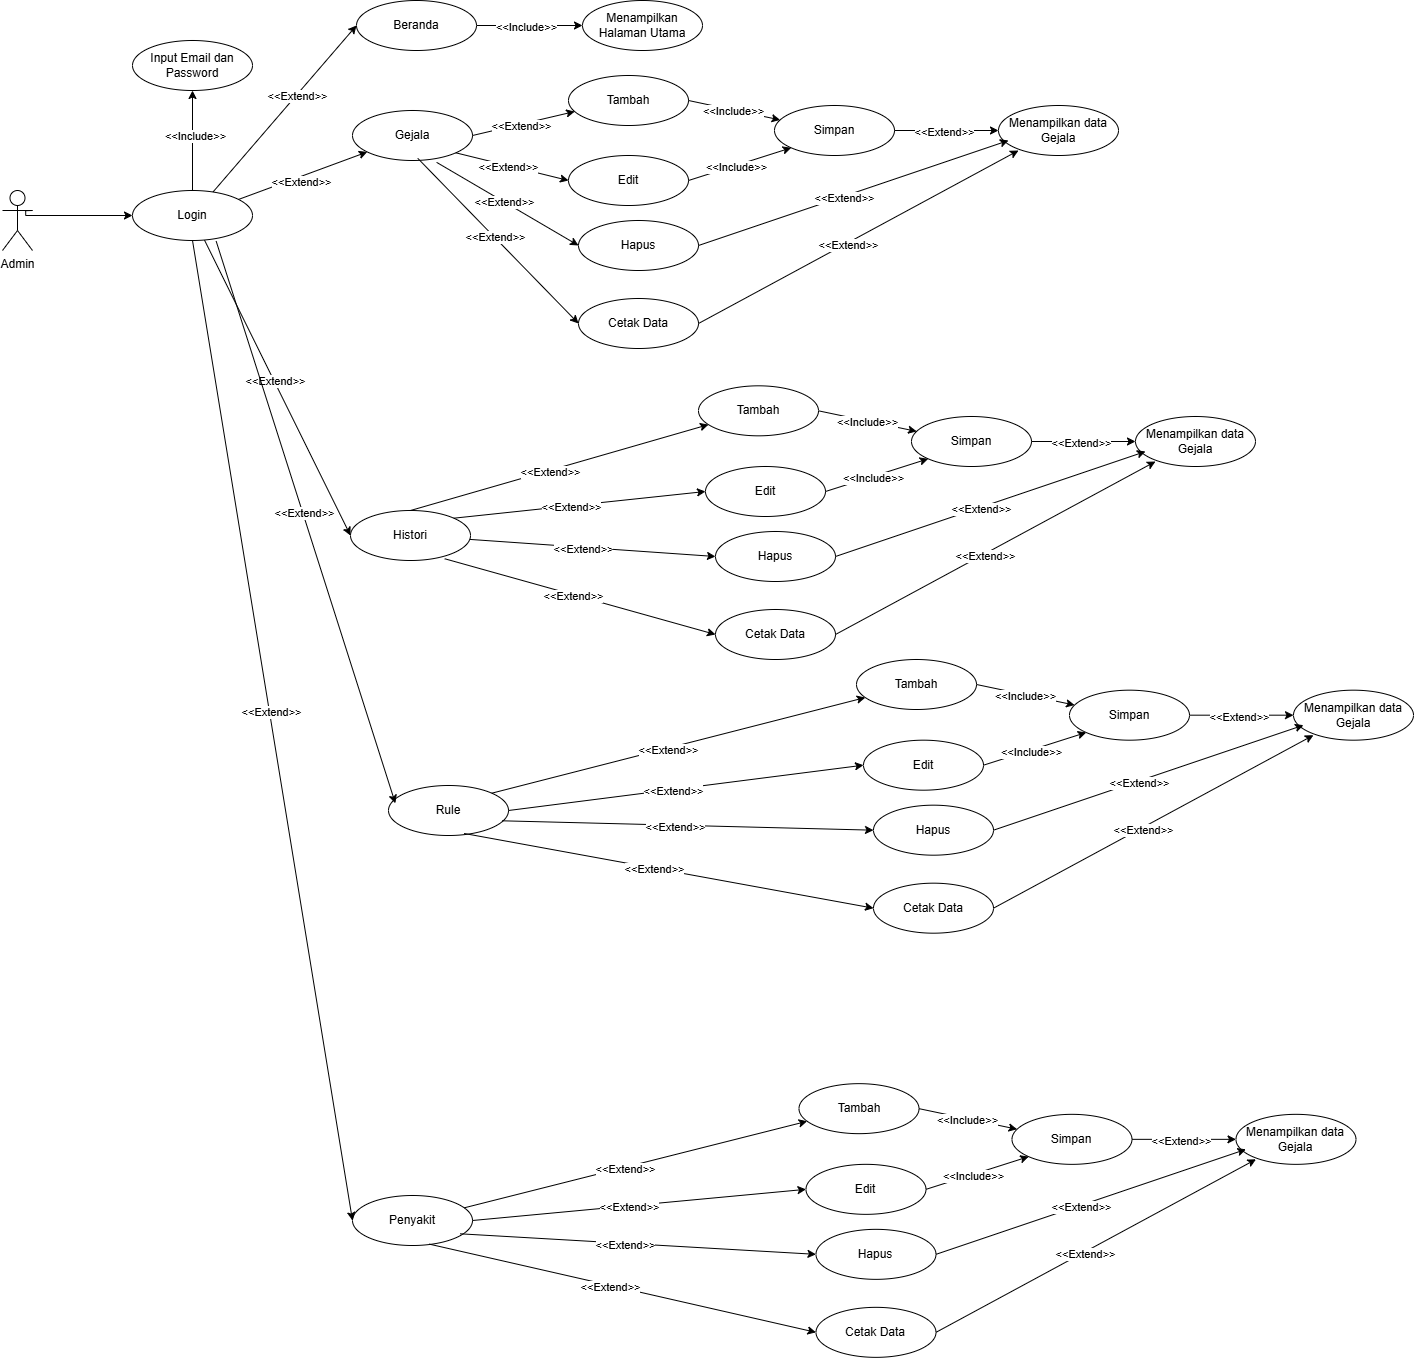 Beranda
<<Include>>
Menampilkan
Halaman Utama
Input Email dan
Password
<<Include>>
<<Extend>>
Tambah
<<Include>>
Gejala
<<Extend>>
Simpan
<<Extend>>
Menampilkan data
Gejala
<<Extend>>
<<Include>>
<<Extend>>
Edit
<<Extend>>
<<Extend>>
Login
Admin
<<Extend>>
Hapus
<<Extend>>
Cetak Data
<<Extend>>
<<Extend>>
Tambah
<<Include>>
Simpan
<<Extend>>
Menampilkan data
Gejala
<<Extend>>
<<Include>>
Edit
<<Extend>>
<<Extend>>
<<Extend>>
Histori
<<Extend>>
Hapus
<<Extend>>
<<Extend>>
Cetak Data
Tambah
<<Include>>
<<Extend>>
Simpan
<<Extend>>
Menampilkan data
Gejala
<<Extend>>
<<Include>>
Edit
<<Extend>>
<<Extend>>
Rule
<<Extend>>
Hapus
<<Extend>>
<<Extend>>
Cetak Data
Tambah
<<Include>>
Simpan
<<Extend>>
Menampilkan data
Gejala
<<Extend>>
<<Include>>
Edit
<<Extend>>
<<Extend>>
Penyakit
<<Extend>>
Hapus
<<Extend>>
<<Extend>>
Cetak Data